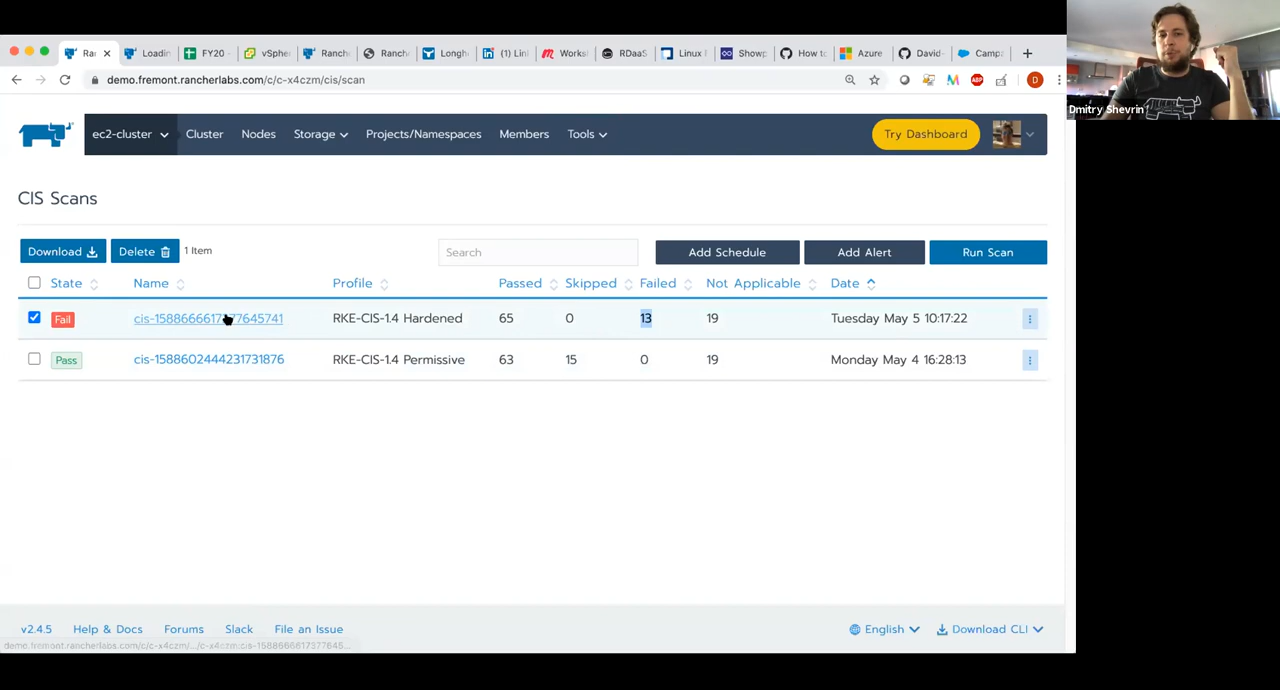 Ra
Loadin
FY20
vSpher
Ranch
Ranche
Longh
(1) Lin
Works
RDaaS
Linux
Showp
How to
Azure
David-
Campa
demo.fremont.rancherlabs.com/c/c-x4czm/cis/scan
ABP
D
Dmitry Shevrin
ec2-cluster Cluster Nodes Storage Projects/Namespaces Members Tools Try Dashboard
CIS Scans
Download Delete 1 Item Search Add Schedule Add Alert Run Scan
State Name Profile Passed Skipped Failed Not Applicable Date
Fail RKE-CIS-1.4 Hardened 65 0 13 19 Tuesday May 5 10:17:22
Pass cis-1588602444231731876 RKE-CIS-1.4 Permissive 63 15 0 19 Monday May 4 16:28:13
v2.4.5 Help & Docs Forums Slack File an Issue English Download CLI